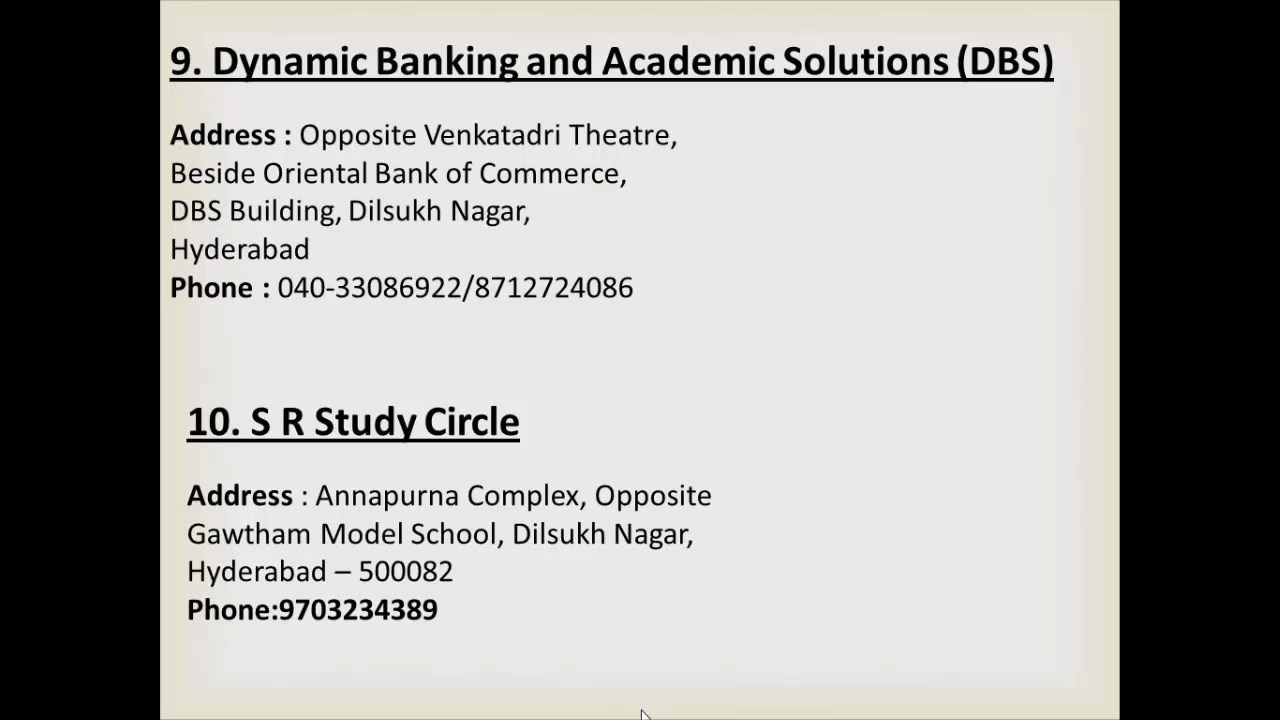 9. Dynamic Banking and Academic Solutions (DBS)
Address : Opposite Venkatadri Theatre,
Beside Oriental Bank of Commerce,
DBS Building, Dilsukh Nagar,
Hyderabad
Phone : 040-33086922/8712724086
10. S R Study Circle
Address : Annapurna Complex, Opposite
Gawtham Model School, Dilsukh Nagar,
Hyderabad – 500082
Phone:9703234389